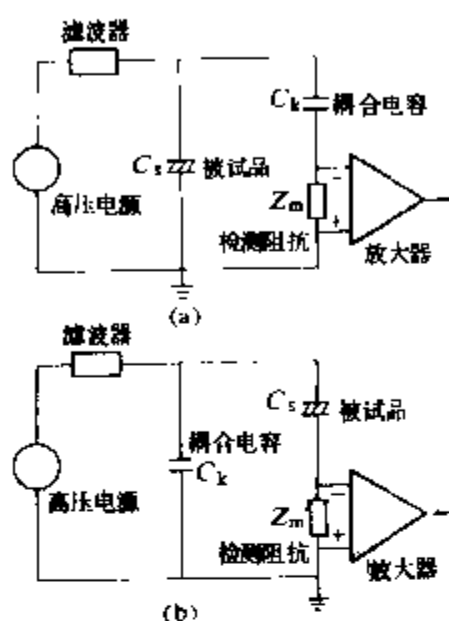 滤波器
C_k
耦合电容
C_s
被试品
高压电源
Z_m
-
+
检测阻抗
放大器
(a)
滤波器
C_s
被试品
耦合电容
C_k
高压电源
Z_m
-
+
检测阻抗
放大器
(b)